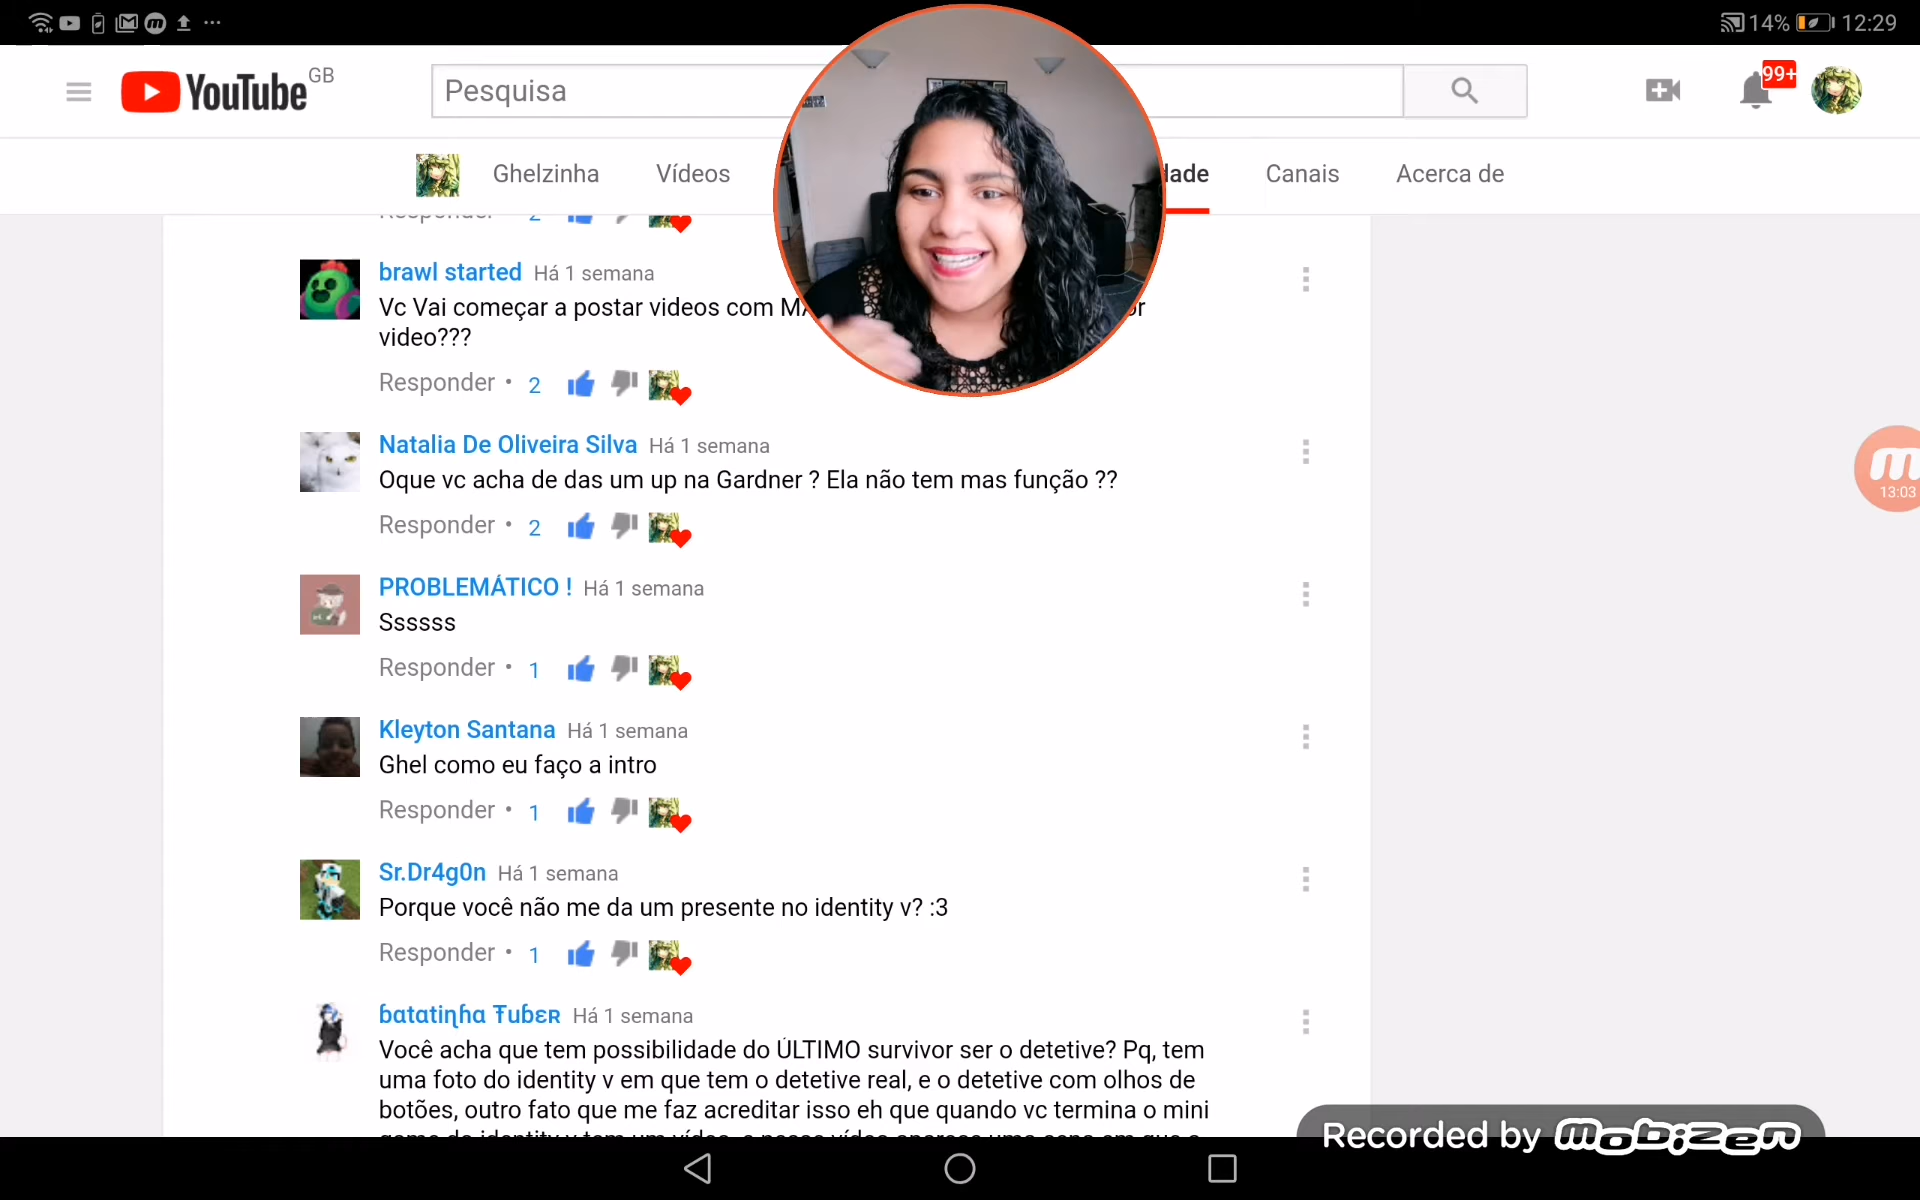 14% 12:29
YouTube GB
Pesquisa
99+
Ghelzinha Vídeos Canais Acerca de
Responder • 2
brawl started Há 1 semana
Vc Vai começar a postar videos com
video???
Responder • 2
Natalia De Oliveira Silva Há 1 semana
Oque vc acha de das um up na Gardner ? Ela não tem mas função ??
Responder • 2
PROBLEMÁTICO ! Há 1 semana
Ssssss
Responder • 1
Kleyton Santana Há 1 semana
Ghel como eu faço a intro
Responder • 1
Sr.Dr4g0n Há 1 semana
Porque você não me da um presente no identity v? :3
Responder • 1
ɓαtαtiɳɦα Ŧuɓɛʀ Há 1 semana
Você acha que tem possibilidade do ÚLTIMO survivor ser o detetive? Pq, tem
uma foto do identity v em que tem o detetive real, e o detetive com olhos de
botões, outro fato que me faz acreditar isso eh que quando vc termina o mini
13:03
Recorded by Mobizen